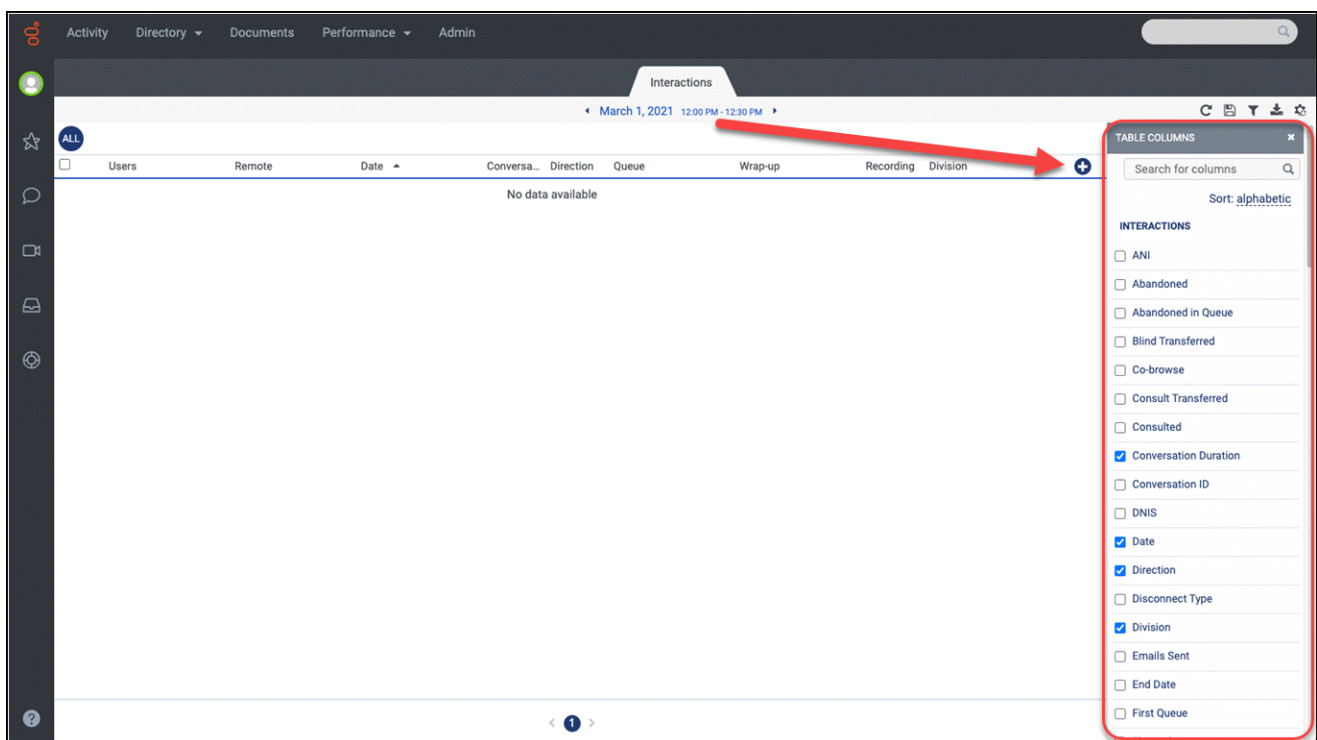 Activity Directory Documents Performance Admin
Interactions
March 1, 2021 12:00 PM - 12:30 PM
ALL
Users Remote Date Conversa... Direction Queue Wrap-up Recording Division
No data available
TABLE COLUMNS
Search for columns
Sort: alphabetic
INTERACTIONS
ANI
Abandoned
Abandoned in Queue
Blind Transferred
Co-browse
Consult Transferred
Consulted
Conversation Duration
Conversation ID
DNIS
Date
Direction
Disconnect Type
Division
Emails Sent
End Date
First Queue
1